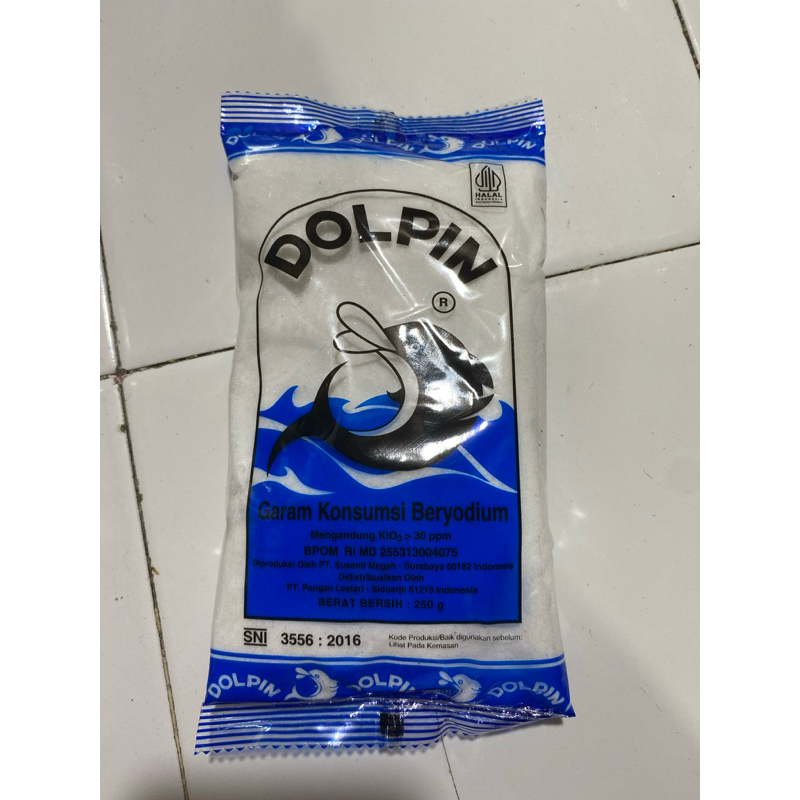 DOLPIN DOLPIN DOLPIN
HALAL
INDONESIA
DOLPIN
R
Garam Konsumsi Beryodium
Mengandung KIO3 > 30 ppm
BPOM RI MD 255313004075
Diproduksi Oleh PT. Susanti Megah - Surabaya 60182 Indonesia
Didistribusikan Oleh
PT. Pangan Lestari - Sidoarjo 61219 Indonesia
BERAT BERSIH : 250 g
SNI 3556 : 2016
Kode Produksi/Baik digunakan sebelum:
Lihat Pada Kemasan
DOLPIN DOLPIN DOLPIN